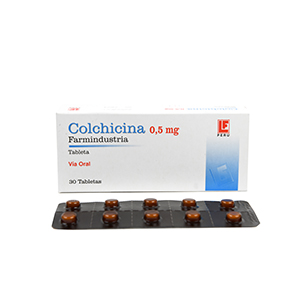 Colchicina 0,5 mg
Farmindustria
Tableta
Vía Oral
30 Tabletas
LF
PERU